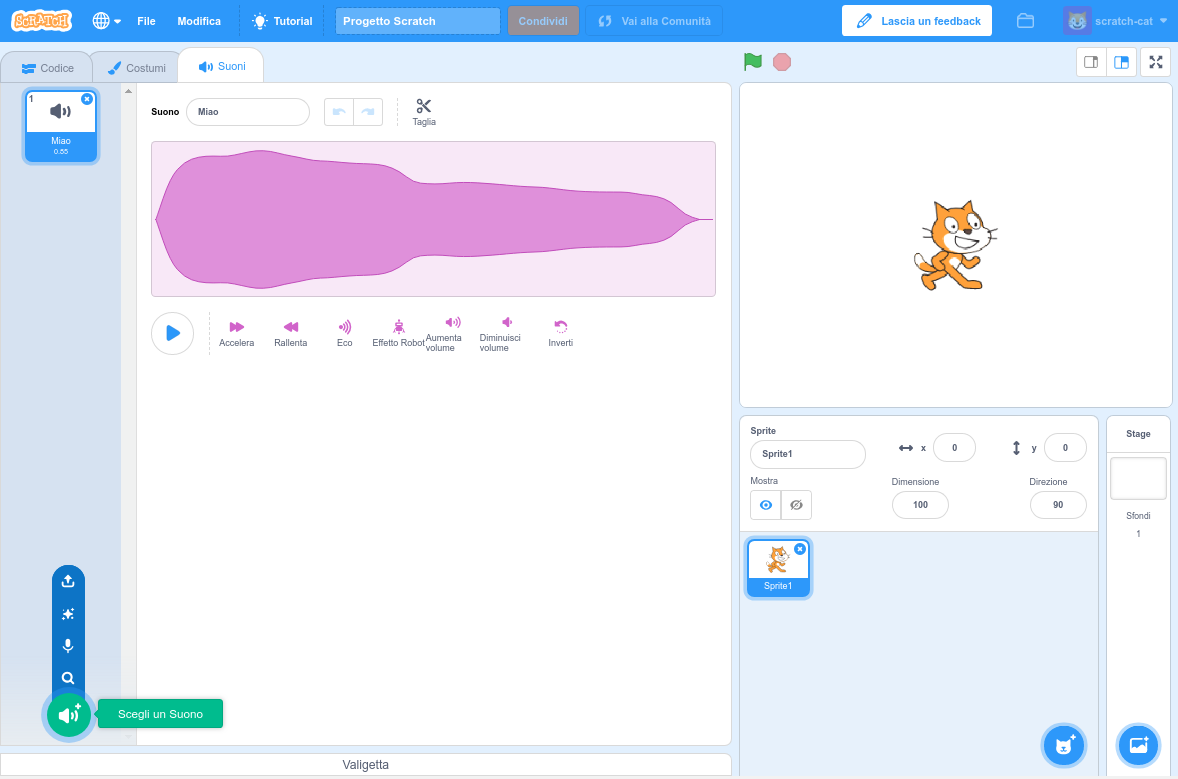 SCRATCH
File
Modifica
Tutorial
Progetto Scratch
Condividi
Vai alla Comunità
Lascia un feedback
scratch-cat
Codice
Costumi
Suoni
1
Miao
0.85
Suono
Miao
Taglia
Accelera
Rallenta
Eco
Effetto Robot
Aumenta
volume
Diminuisci
volume
Inverti
Scegli un Suono
Valigetta
Sprite
Sprite1
x
0
y
0
Mostra
Dimensione
100
Direzione
90
Sprite1
Stage
Sfondi
1